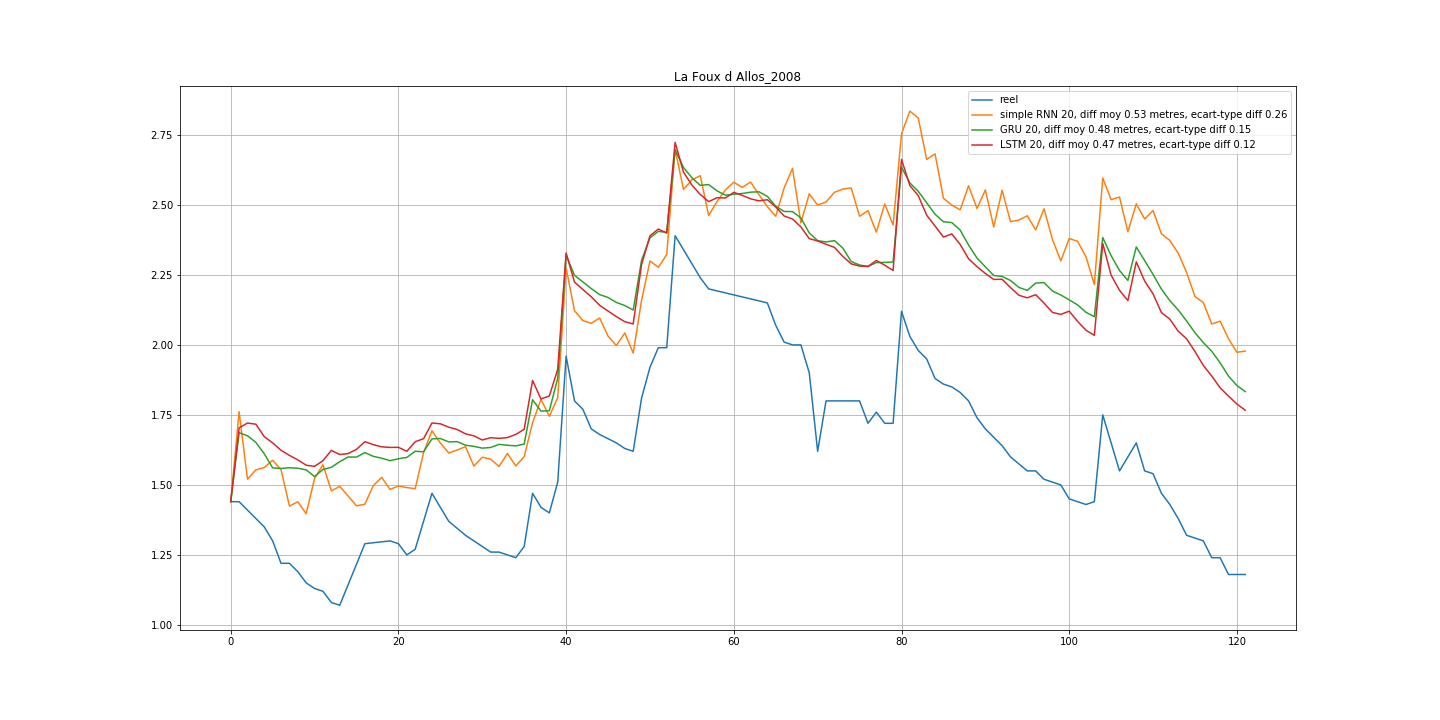 La Foux d Allos_2008
reel
simple RNN 20, diff moy 0.53 metres, ecart-type diff 0.26
GRU 20, diff moy 0.48 metres, ecart-type diff 0.15
LSTM 20, diff moy 0.47 metres, ecart-type diff 0.12
2.75
2.50
2.25
2.00
1.75
1.50
1.25
1.00
0 20 40 60 80 100 120